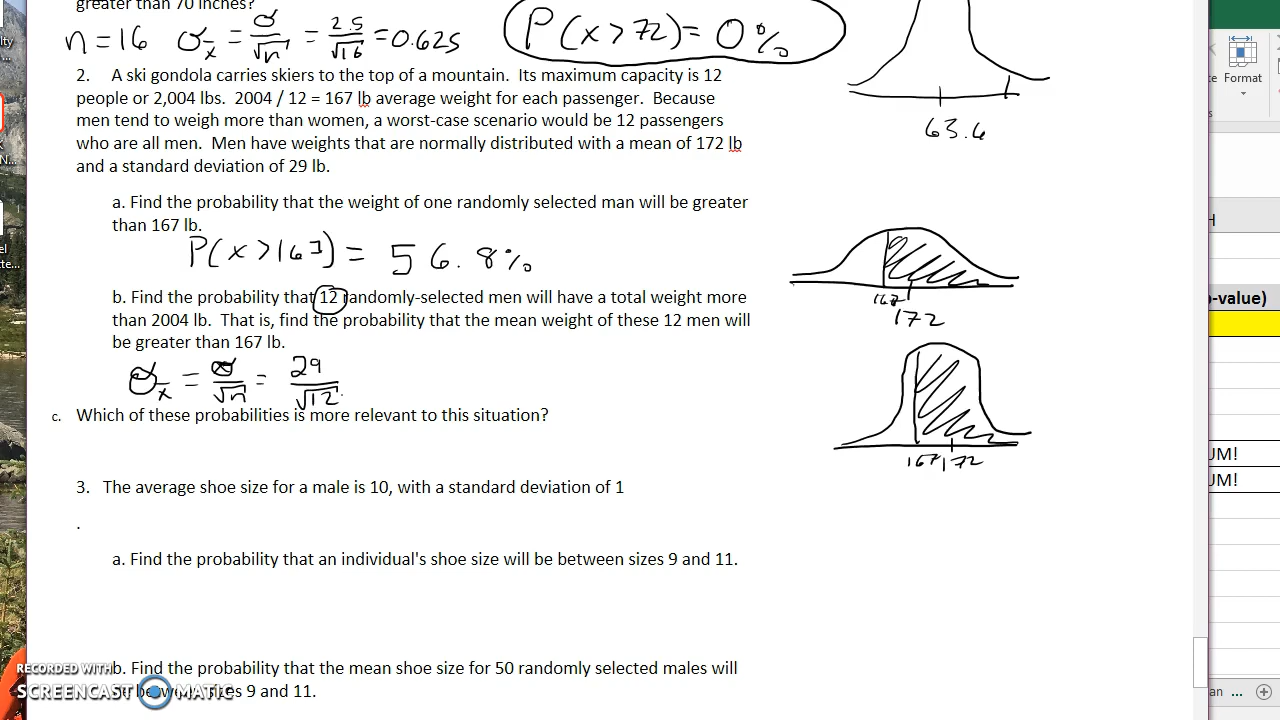 greater than 70 inches?
n = 16 σx̄ = σ/√n = 2.5/√16 = 0.625
P(x > 72) = 0%
63.6
2. A ski gondola carries skiers to the top of a mountain. Its maximum capacity is 12
people or 2,004 lbs. 2004 / 12 = 167 lb average weight for each passenger. Because
men tend to weigh more than women, a worst-case scenario would be 12 passengers
who are all men. Men have weights that are normally distributed with a mean of 172 lb
and a standard deviation of 29 lb.
a. Find the probability that the weight of one randomly selected man will be greater
than 167 lb.
P(x > 167) = 56.8%
167
172
b. Find the probability that 12 randomly-selected men will have a total weight more
than 2004 lb. That is, find the probability that the mean weight of these 12 men will
be greater than 167 lb.
σx̄ = σ/√n = 29/√12
167 172
c. Which of these probabilities is more relevant to this situation?
3. The average shoe size for a male is 10, with a standard deviation of 1
.
a. Find the probability that an individual's shoe size will be between sizes 9 and 11.
b. Find the probability that the mean shoe size for 50 randomly selected males will
sizes 9 and 11.
RECORDED WITH
SCREENCAST MATIC
Format
H
-value)
UM!
UM!
an ...